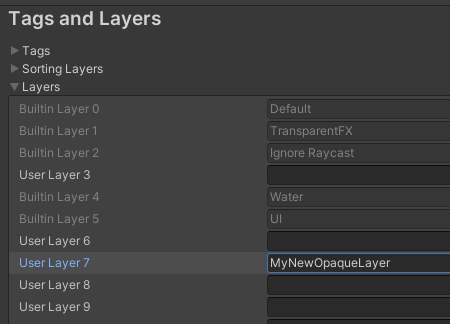 Tags and Layers
Tags
Sorting Layers
Layers
Builtin Layer 0 Default
Builtin Layer 1 TransparentFX
Builtin Layer 2 Ignore Raycast
User Layer 3
Builtin Layer 4 Water
Builtin Layer 5 UI
User Layer 6
User Layer 7 MyNewOpaqueLayer
User Layer 8
User Layer 9